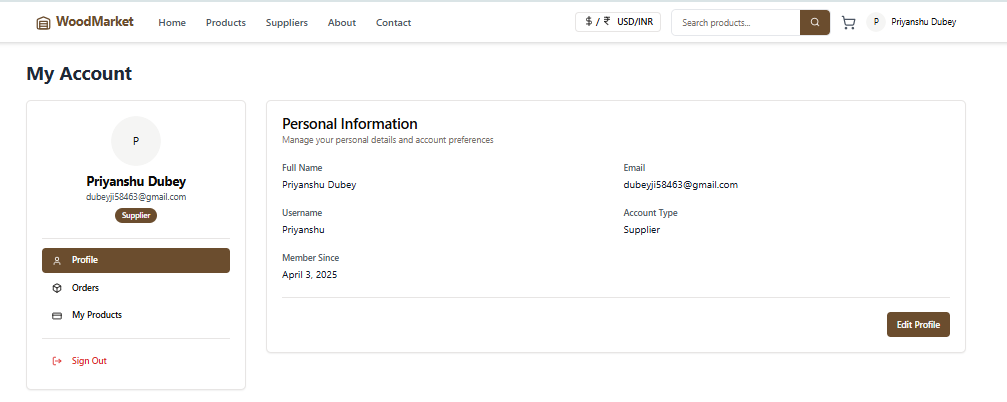 WoodMarket Home Products Suppliers About Contact $ / ₹ USD/INR Search products... P Priyanshu Dubey
My Account
P
Priyanshu Dubey
dubeyji58463@gmail.com
Supplier
Profile
Orders
My Products
Sign Out
Personal Information
Manage your personal details and account preferences
Full Name Email
Priyanshu Dubey dubeyji58463@gmail.com
Username Account Type
Priyanshu Supplier
Member Since
April 3, 2025
Edit Profile